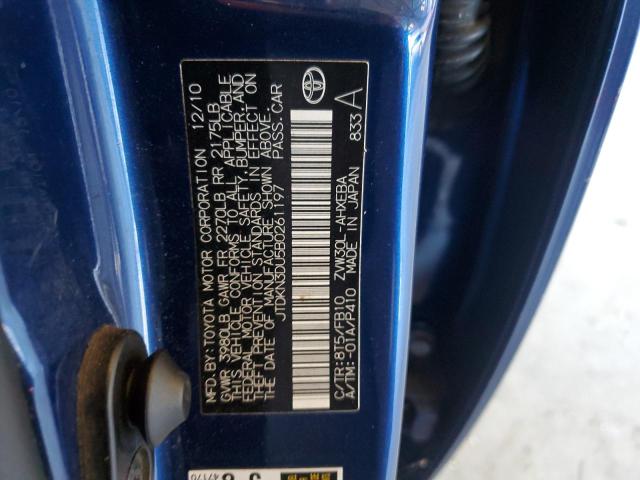 MFD. BY: TOYOTA MOTOR CORPORATION 12/10
GVWR 3980LB GAWR FR 2270LB RR 2175LB
THIS VEHICLE CONFORMS TO ALL APPLICABLE
FEDERAL MOTOR VEHICLE SAFETY, BUMPER, AND
THEFT PREVENTION STANDARDS IN EFFECT ON
THE DATE OF MANUFACTURE SHOWN ABOVE.
JTDKN3DU5B0261197 PASS. CAR
C/TR:8T5/FB10 ZVW30L-AHXEBA
A/TM:-01A/P410 MADE IN JAPAN 833 A